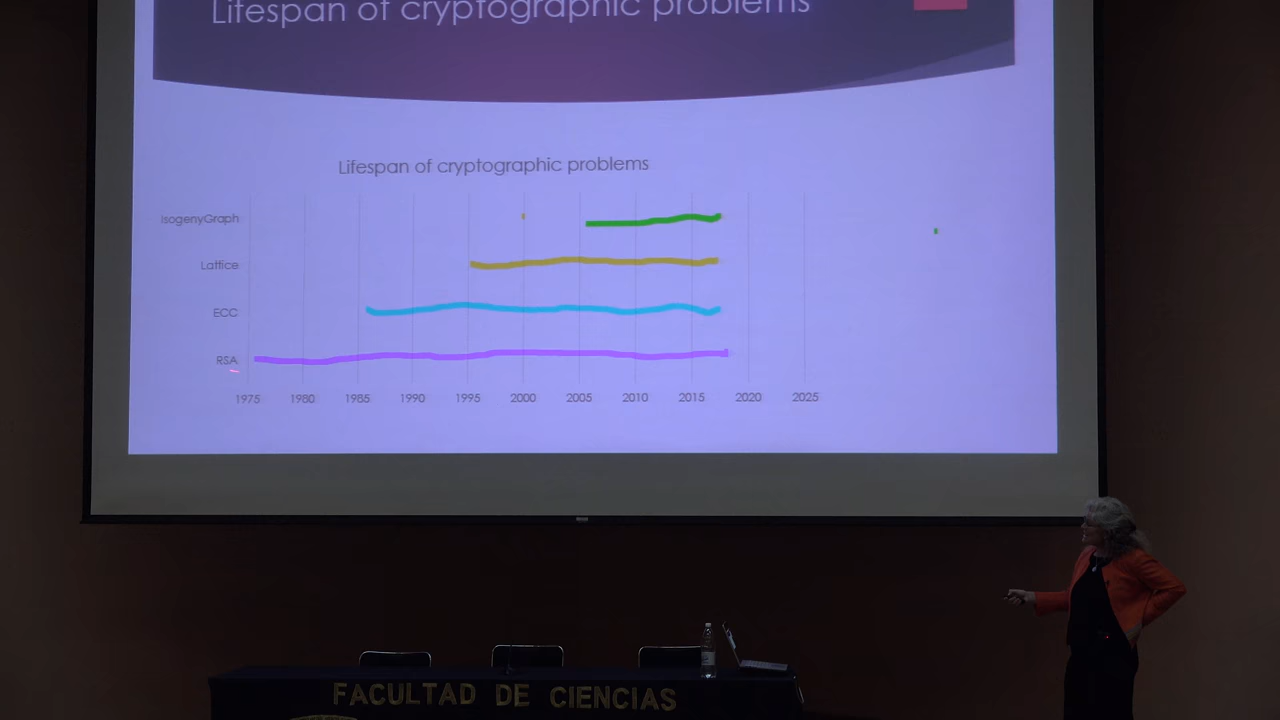 Lifespan of cryptographic problems
Lifespan of cryptographic problems
IsogenyGraph
Lattice
ECC
RSA
1975 1980 1985 1990 1995 2000 2005 2010 2015 2020 2025
FACULTAD DE CIENCIAS